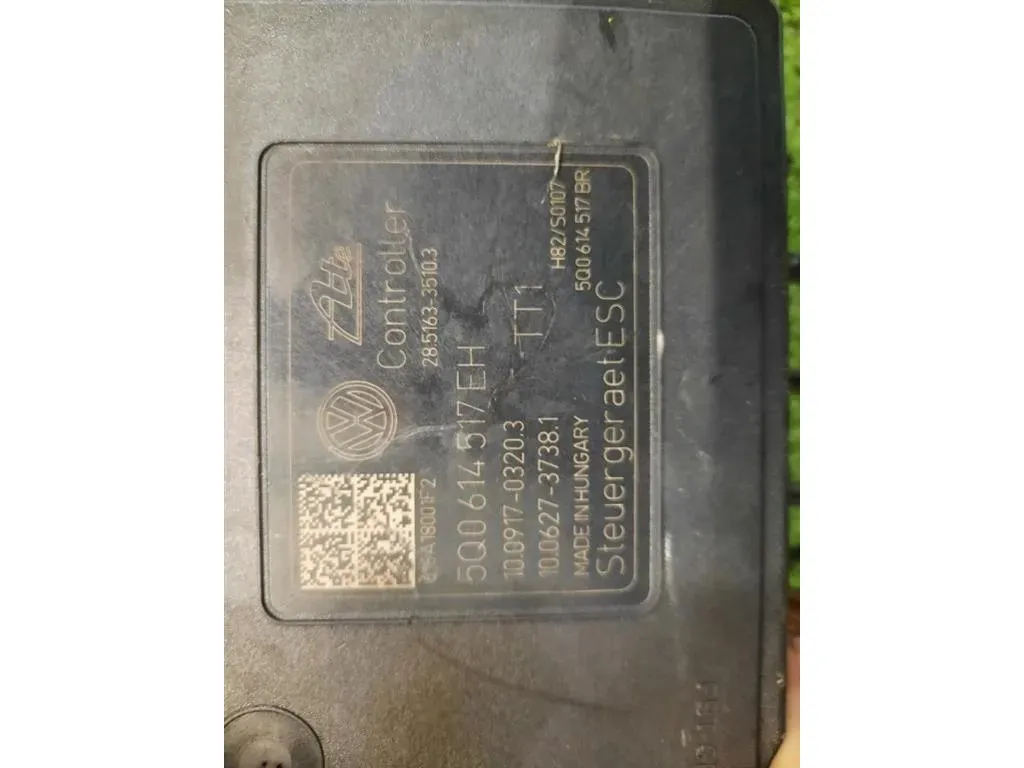 Ate
Controller
28.5163-3510.3
5Q0 614 517 EH
10.0917-0320.3 TT1
10.0627-3738.1
H82/S0107
MADE IN HUNGARY
5Q0 614 517 BR
Steuergeraet ESC